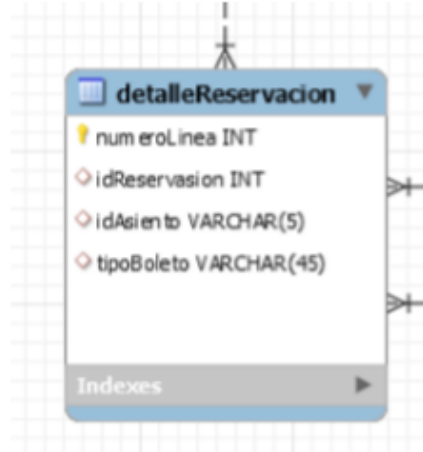 detalleReservacion
numeroLinea INT
idReservasion INT
idAsiento VARCHAR(5)
tipoBoleto VARCHAR(45)
Indexes